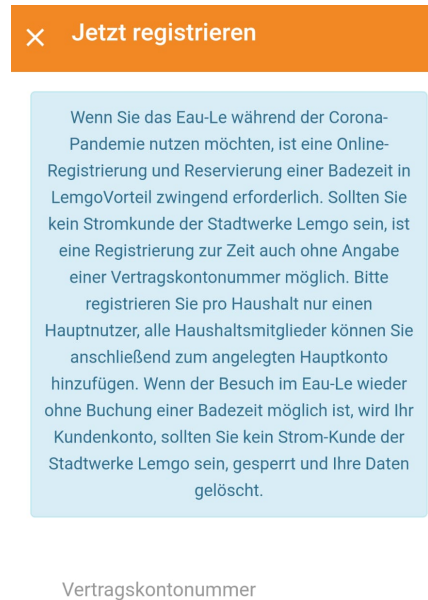 × Jetzt registrieren
Wenn Sie das Eau-Le während der Corona-
Pandemie nutzen möchten, ist eine Online-
Registrierung und Reservierung einer Badezeit in
LemgoVorteil zwingend erforderlich. Sollten Sie
kein Stromkunde der Stadtwerke Lemgo sein, ist
eine Registrierung zur Zeit auch ohne Angabe
einer Vertragskontonummer möglich. Bitte
registrieren Sie pro Haushalt nur einen
Hauptnutzer, alle Haushaltsmitglieder können Sie
anschließend zum angelegten Hauptkonto
hinzufügen. Wenn der Besuch im Eau-Le wieder
ohne Buchung einer Badezeit möglich ist, wird Ihr
Kundenkonto, sollten Sie kein Strom-Kunde der
Stadtwerke Lemgo sein, gesperrt und Ihre Daten
gelöscht.
Vertragskontonummer